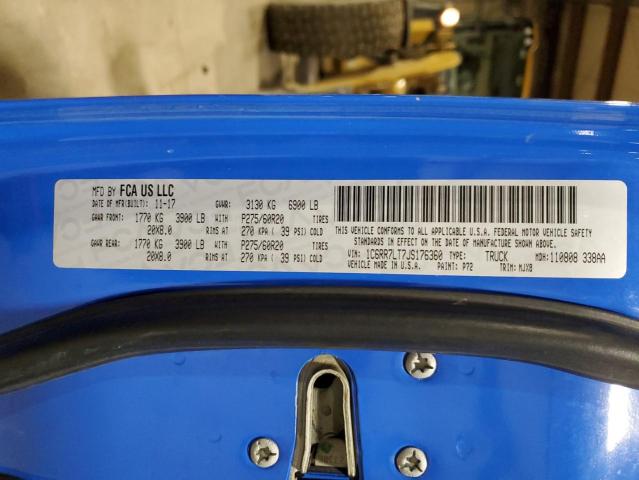 MFD BY FCA US LLC
DATE OF MFR(BUILT): 11-17 GVWR: 3130 KG 6900 LB
GAWR FRONT: 1770 KG 3900 LB P275/60R20 TIRES
20X8.0 RIMS AT 270 KPA ( 39 PSI) COLD
GAWR REAR: 1770 KG 3900 LB P275/60R20 TIRES
20X8.0 RIMS AT 270 KPA ( 39 PSI) COLD
THIS VEHICLE CONFORMS TO ALL APPLICABLE U.S.A. FEDERAL MOTOR VEHICLE SAFETY
STANDARDS IN EFFECT ON THE DATE OF MANUFACTURE SHOWN ABOVE.
VIN: 1C6RR7LT7JS176360 TYPE: TRUCK MDH: 110808 338AA
VEHICLE MADE IN U.S.A. PAINT: P72 TRIM: MJX8